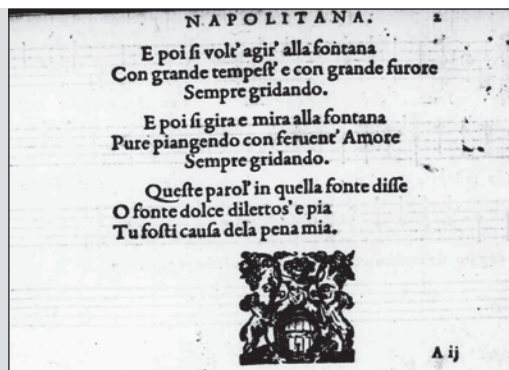 NAPOLITANA. 2
E poi ſi volt' agir' alla fontana
Con grande tempeſt' e con grande furore
Sempre gridando.
E poi ſi gira e mira alla fontana
Pure piangendo con feruent' Amore
Sempre gridando.
Queſte parol' in quella fonte diſſe
O fonte dolce dilettos' e pia
Tu foſti cauſa dela pena mia.
A ij